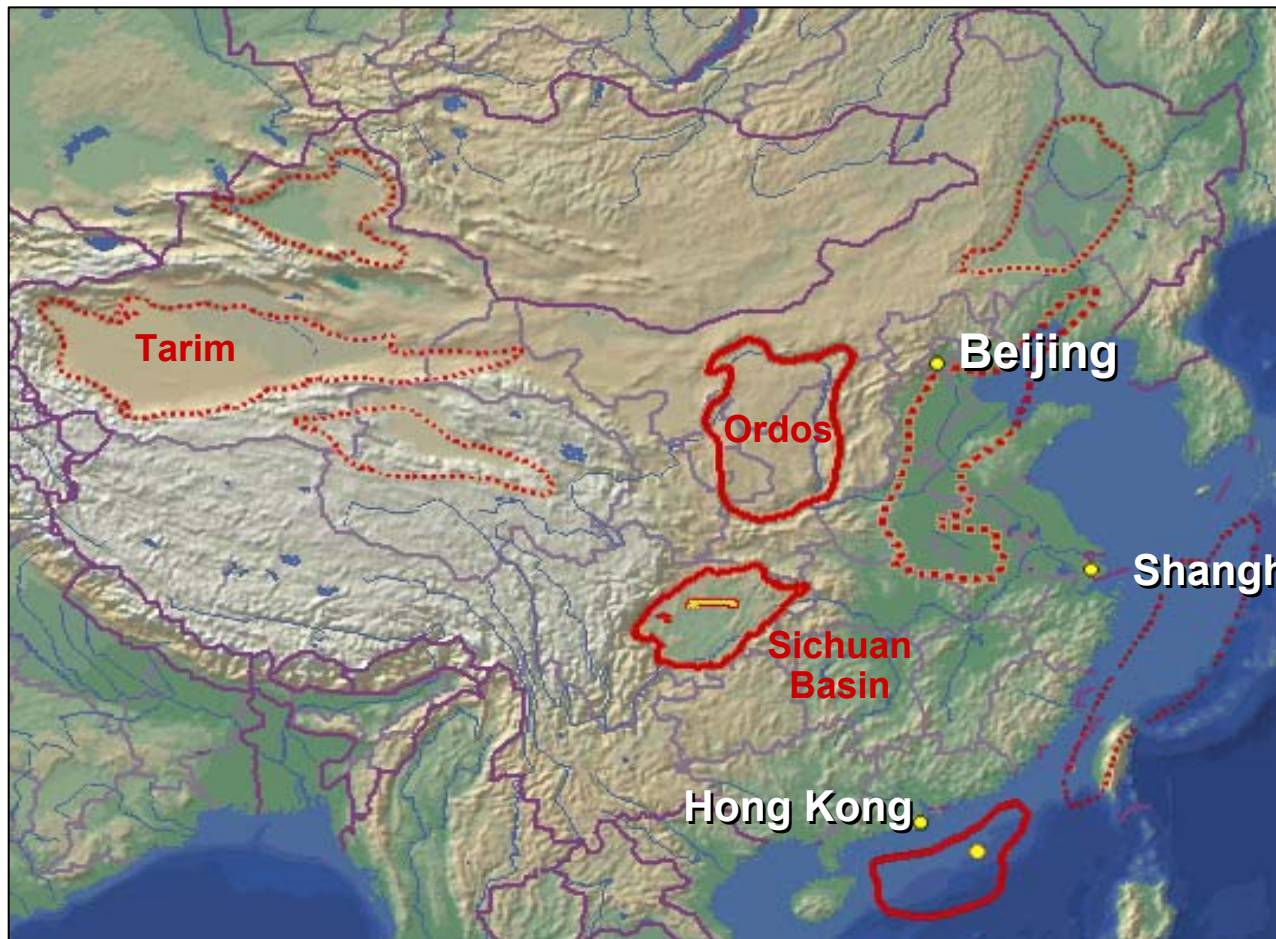 Tarim
Beijing
Ordos
Shangh
Sichuan
Basin
Hong Kong